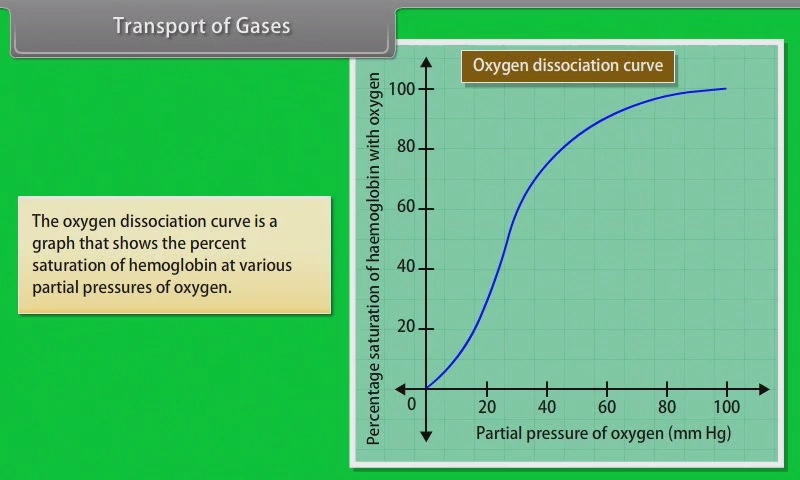 Transport of Gases
The oxygen dissociation curve is a
graph that shows the percent
saturation of hemoglobin at various
partial pressures of oxygen.
Oxygen dissociation curve
Percentage saturation of haemoglobin with oxygen
100
80
60
40
20
0
20 40 60 80 100
Partial pressure of oxygen (mm Hg)